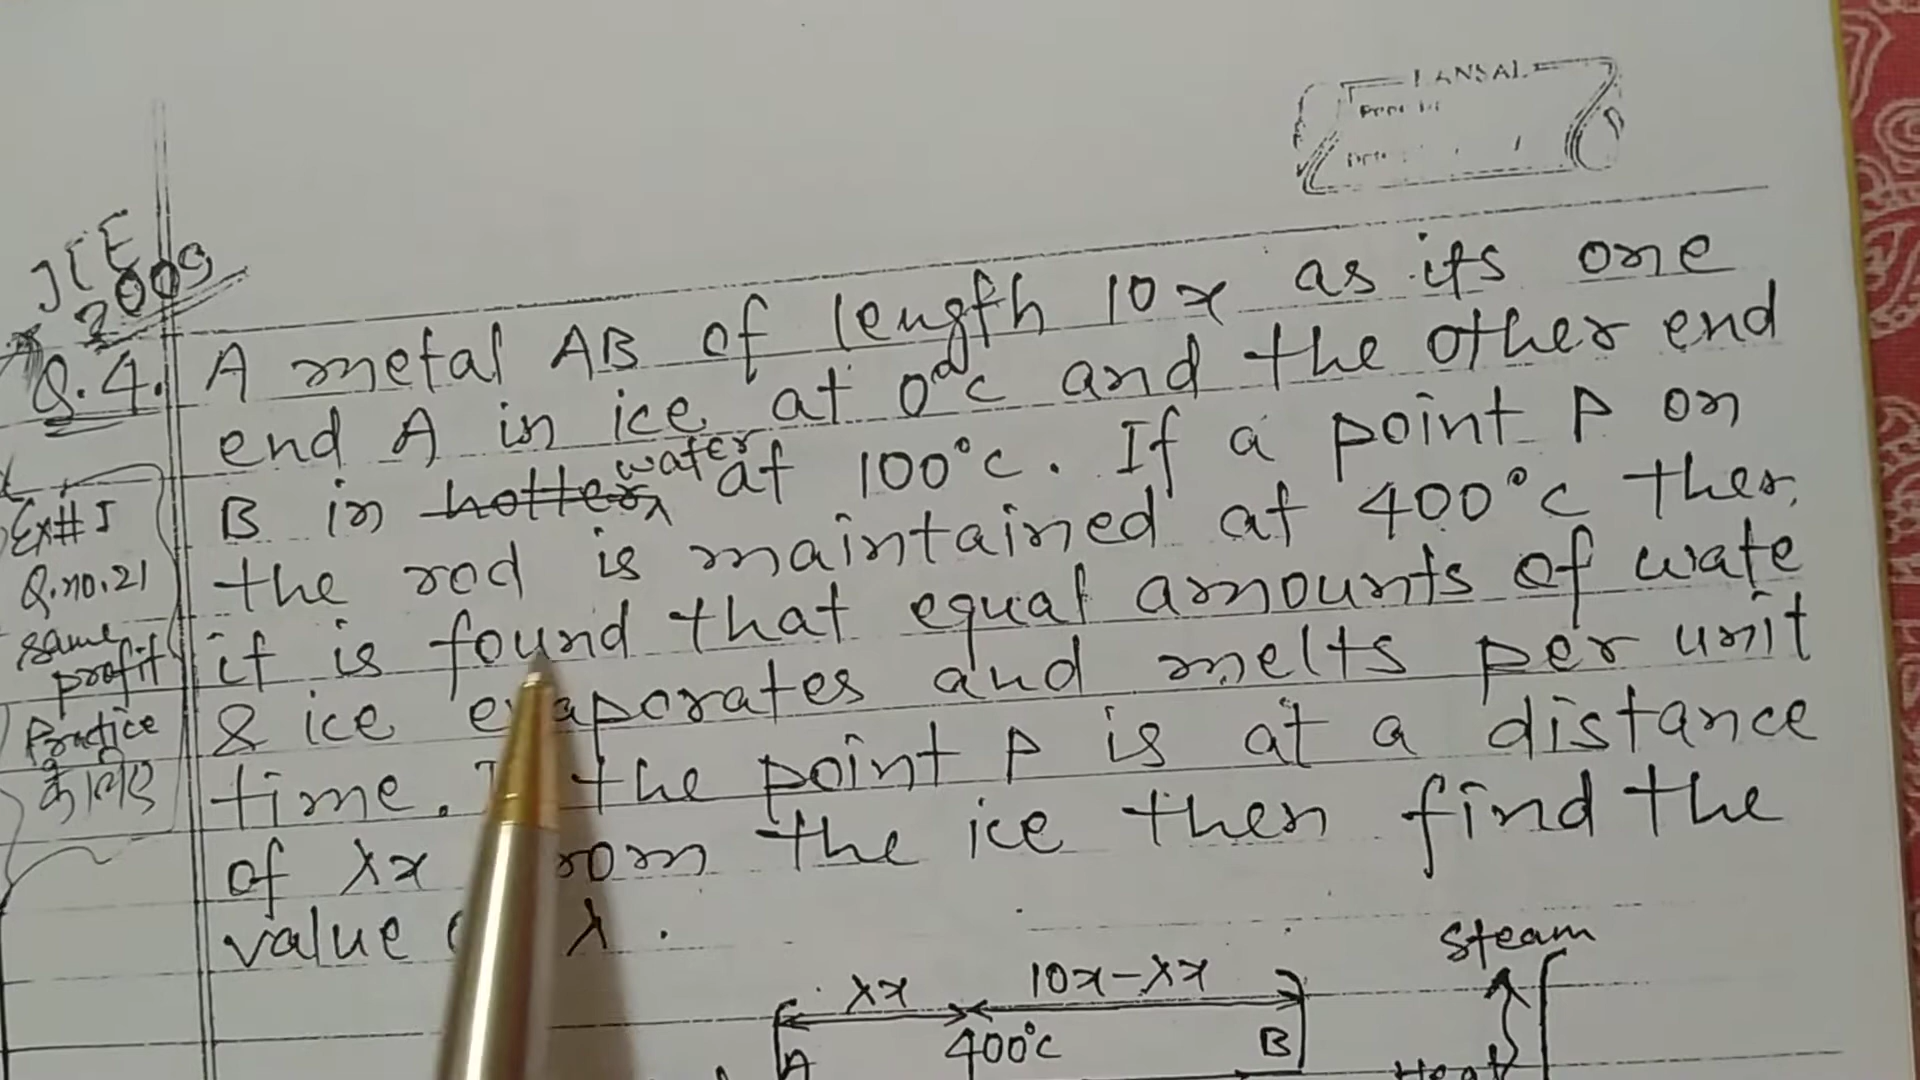 JEE
2009
Q.4. A metal AB of length 10x as its one
end A in ice at 0°c and the other end
B in hotter water at 100°c. If a point P on
the rod is maintained at 400°c then
it is found that equal amounts of wate
& ice evaporates and melts per unit
time. the point P is at a distance
of λx from the ice then find the
value λ.
Ex#I
Q.no.21
same
profit
Practice
के लिए
λx 10x-λx
A 400°c B
Steam
Heat